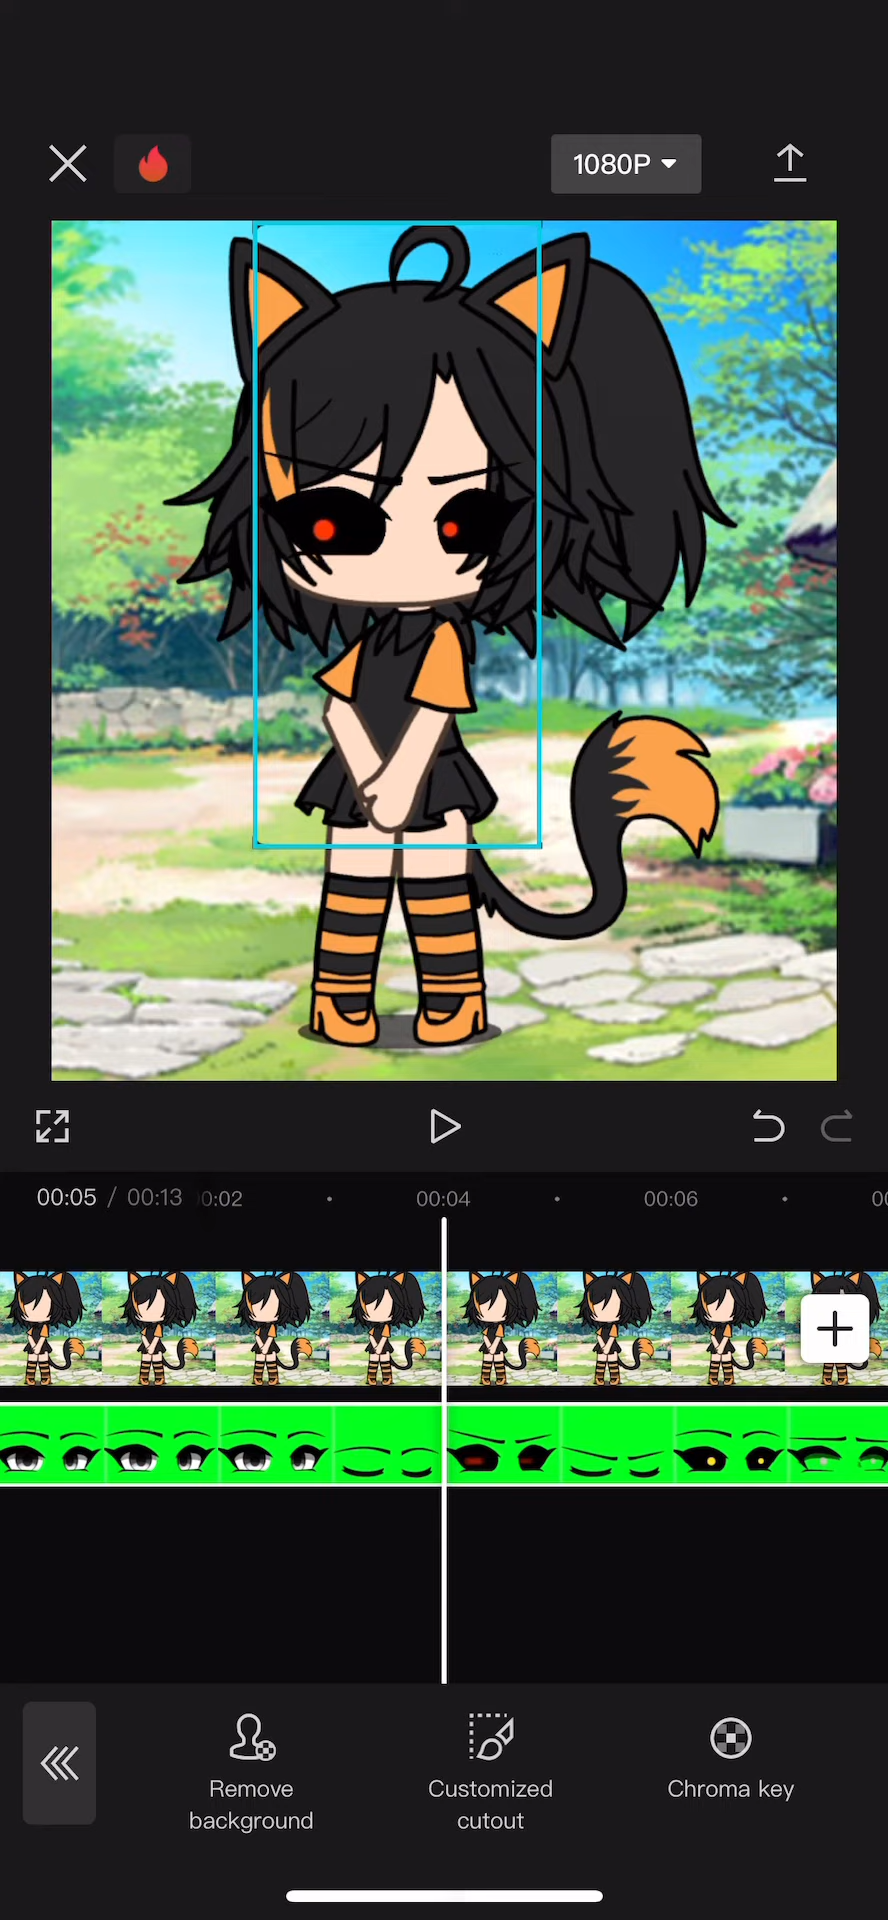 1080P
00:05 / 00:13
0:02
00:04
00:06
Remove
background
Customized
cutout
Chroma key